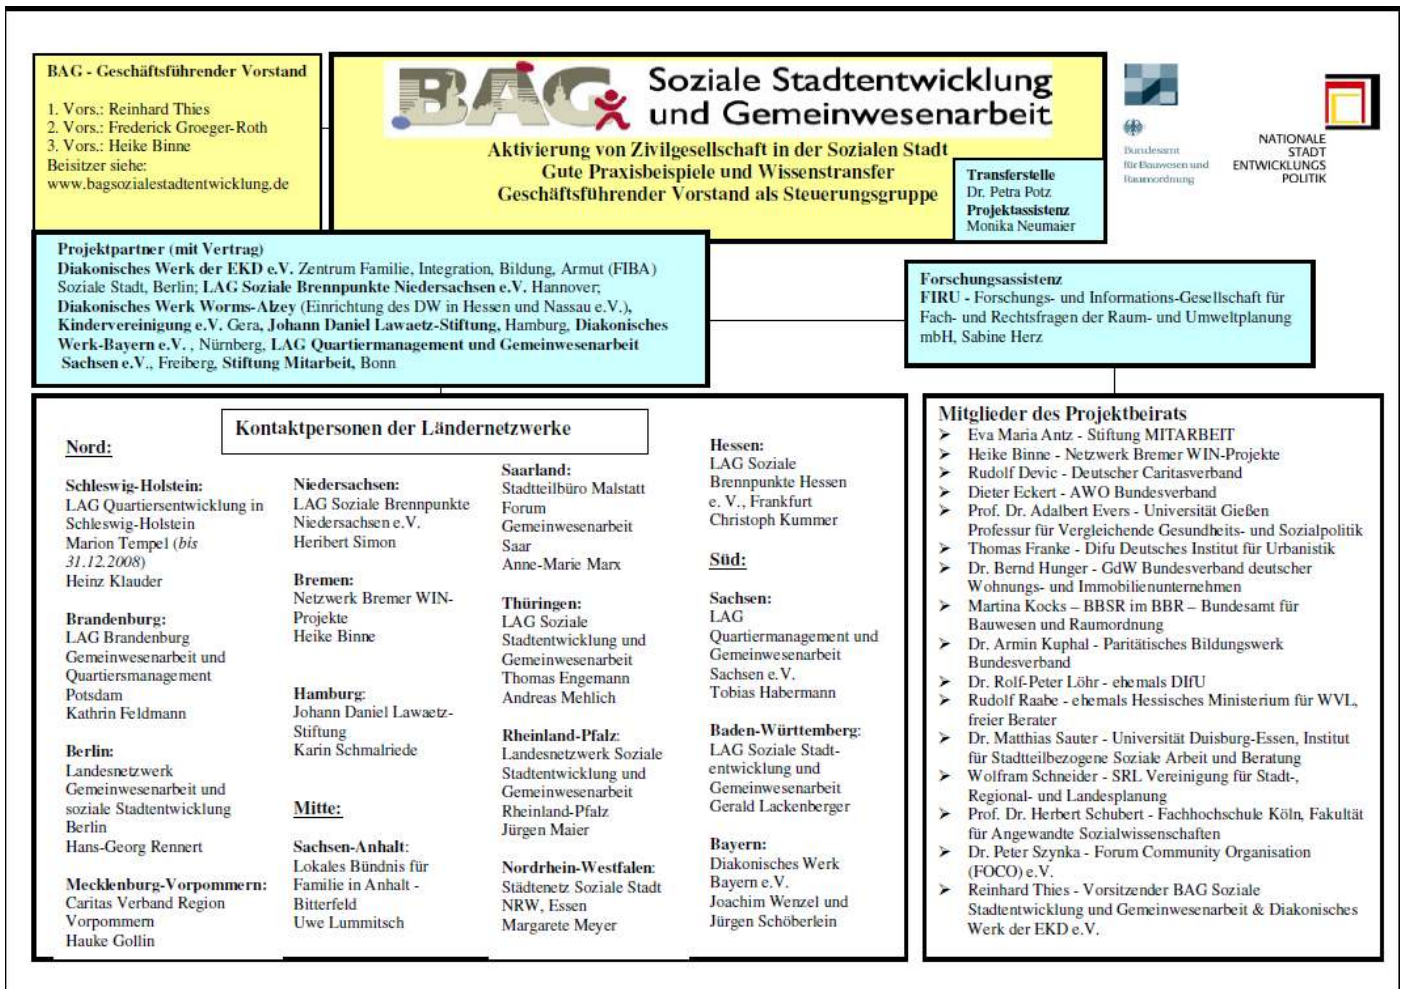 BAG - Geschäftsführender Vorstand
1. Vors.: Reinhard Thies
2. Vors.: Frederick Groeger-Roth
3. Vors.: Heike Binne
Beisitzer siehe:
www.bagsozialestadtentwicklung.de
BAG Soziale Stadtentwicklung
und Gemeinwesenarbeit
Aktivierung von Zivilgesellschaft in der Sozialen Stadt
Gute Praxisbeispiele und Wissenstransfer
Geschäftsführender Vorstand als Steuerungsgruppe
Transferstelle
Dr. Petra Potz
Projektassistenz
Monika Neumaier
Bundesamt
für Bauwesen und
Raumordnung
NATIONALE
STADT
ENTWICKLUNGS
POLITIK
Projektpartner (mit Vertrag)
Diakonisches Werk der EKD e.V. Zentrum Familie, Integration, Bildung, Armut (FIBA)
Soziale Stadt, Berlin; LAG Soziale Brennpunkte Niedersachsen e.V. Hannover;
Diakonisches Werk Worms-Alzey (Einrichtung des DW in Hessen und Nassau e.V.),
Kindervereinigung e.V. Gera, Johann Daniel Lawaetz-Stiftung, Hamburg, Diakonisches
Werk-Bayern e.V. , Nürnberg, LAG Quartiermanagement und Gemeinwesenarbeit
Sachsen e.V., Freiberg, Stiftung Mitarbeit, Bonn
Forschungsassistenz
FIRU - Forschungs- und Informations-Gesellschaft für
Fach- und Rechtsfragen der Raum- und Umweltplanung
mbH, Sabine Herz
Kontaktpersonen der Ländernetzwerke
Nord:
Schleswig-Holstein:
LAG Quartiersentwicklung in
Schleswig-Holstein
Marion Tempel (bis
31.12.2008)
Heinz Klauder
Brandenburg:
LAG Brandenburg
Gemeinwesenarbeit und
Quartiersmanagement
Potsdam
Kathrin Feldmann
Berlin:
Landesnetzwerk
Gemeinwesenarbeit und
soziale Stadtentwicklung
Berlin
Hans-Georg Rennert
Mecklenburg-Vorpommern:
Caritas Verband Region
Vorpommern
Hauke Gollin
Niedersachsen:
LAG Soziale Brennpunkte
Niedersachsen e.V.
Heribert Simon
Bremen:
Netzwerk Bremer WIN-
Projekte
Heike Binne
Hamburg:
Johann Daniel Lawaetz-
Stiftung
Karin Schmalriede
Mitte:
Sachsen-Anhalt:
Lokales Bündnis für
Familie in Anhalt -
Bitterfeld
Uwe Lummitsch
Saarland:
Stadtteilbüro Malstatt
Forum
Gemeinwesenarbeit
Saar
Anne-Marie Marx
Thüringen:
LAG Soziale
Stadtentwicklung und
Gemeinwesenarbeit
Thomas Engemann
Andreas Mehlich
Rheinland-Pfalz:
Landesnetzwerk Soziale
Stadtentwicklung und
Gemeinwesenarbeit
Rheinland-Pfalz
Jürgen Maier
Nordrhein-Westfalen:
Städtenetz Soziale Stadt
NRW, Essen
Margarete Meyer
Hessen:
LAG Soziale
Brennpunkte Hessen
e. V., Frankfurt
Christoph Kummer
Süd:
Sachsen:
LAG
Quartiermanagement und
Gemeinwesenarbeit
Sachsen e.V.
Tobias Habermann
Baden-Württemberg:
LAG Soziale Stadt-
entwicklung und
Gemeinwesenarbeit
Gerald Lackenberger
Bayern:
Diakonisches Werk
Bayern e.V.
Joachim Wenzel und
Jürgen Schöberlein
Mitglieder des Projektbeirats
➢ Eva Maria Antz - Stiftung MITARBEIT
➢ Heike Binne - Netzwerk Bremer WIN-Projekte
➢ Rudolf Devic - Deutscher Caritasverband
➢ Dieter Eckert - AWO Bundesverband
➢ Prof. Dr. Adalbert Evers - Universität Gießen
Professur für Vergleichende Gesundheits- und Sozialpolitik
➢ Thomas Franke - Difu Deutsches Institut für Urbanistik
➢ Dr. Bernd Hunger - GdW Bundesverband deutscher
Wohnungs- und Immobilienunternehmen
➢ Martina Kocks – BBSR im BBR – Bundesamt für
Bauwesen und Raumordnung
➢ Dr. Armin Kuphal - Paritätisches Bildungswerk
Bundesverband
➢ Dr. Rolf-Peter Löhr - ehemals DIfU
➢ Rudolf Raabe - ehemals Hessisches Ministerium für WVL,
freier Berater
➢ Dr. Matthias Sauter - Universität Duisburg-Essen, Institut
für Stadtteilbezogene Soziale Arbeit und Beratung
➢ Wolfram Schneider - SRL Vereinigung für Stadt-,
Regional- und Landesplanung
➢ Prof. Dr. Herbert Schubert - Fachhochschule Köln, Fakultät
für Angewandte Sozialwissenschaften
➢ Dr. Peter Szynka - Forum Community Organisation
(FOCO) e.V.
➢ Reinhard Thies - Vorsitzender BAG Soziale
Stadtentwicklung und Gemeinwesenarbeit & Diakonisches
Werk der EKD e.V.